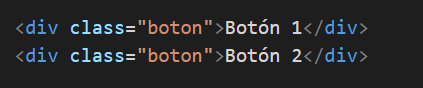 <div class="boton">Botón 1</div>
<div class="boton">Botón 2</div>